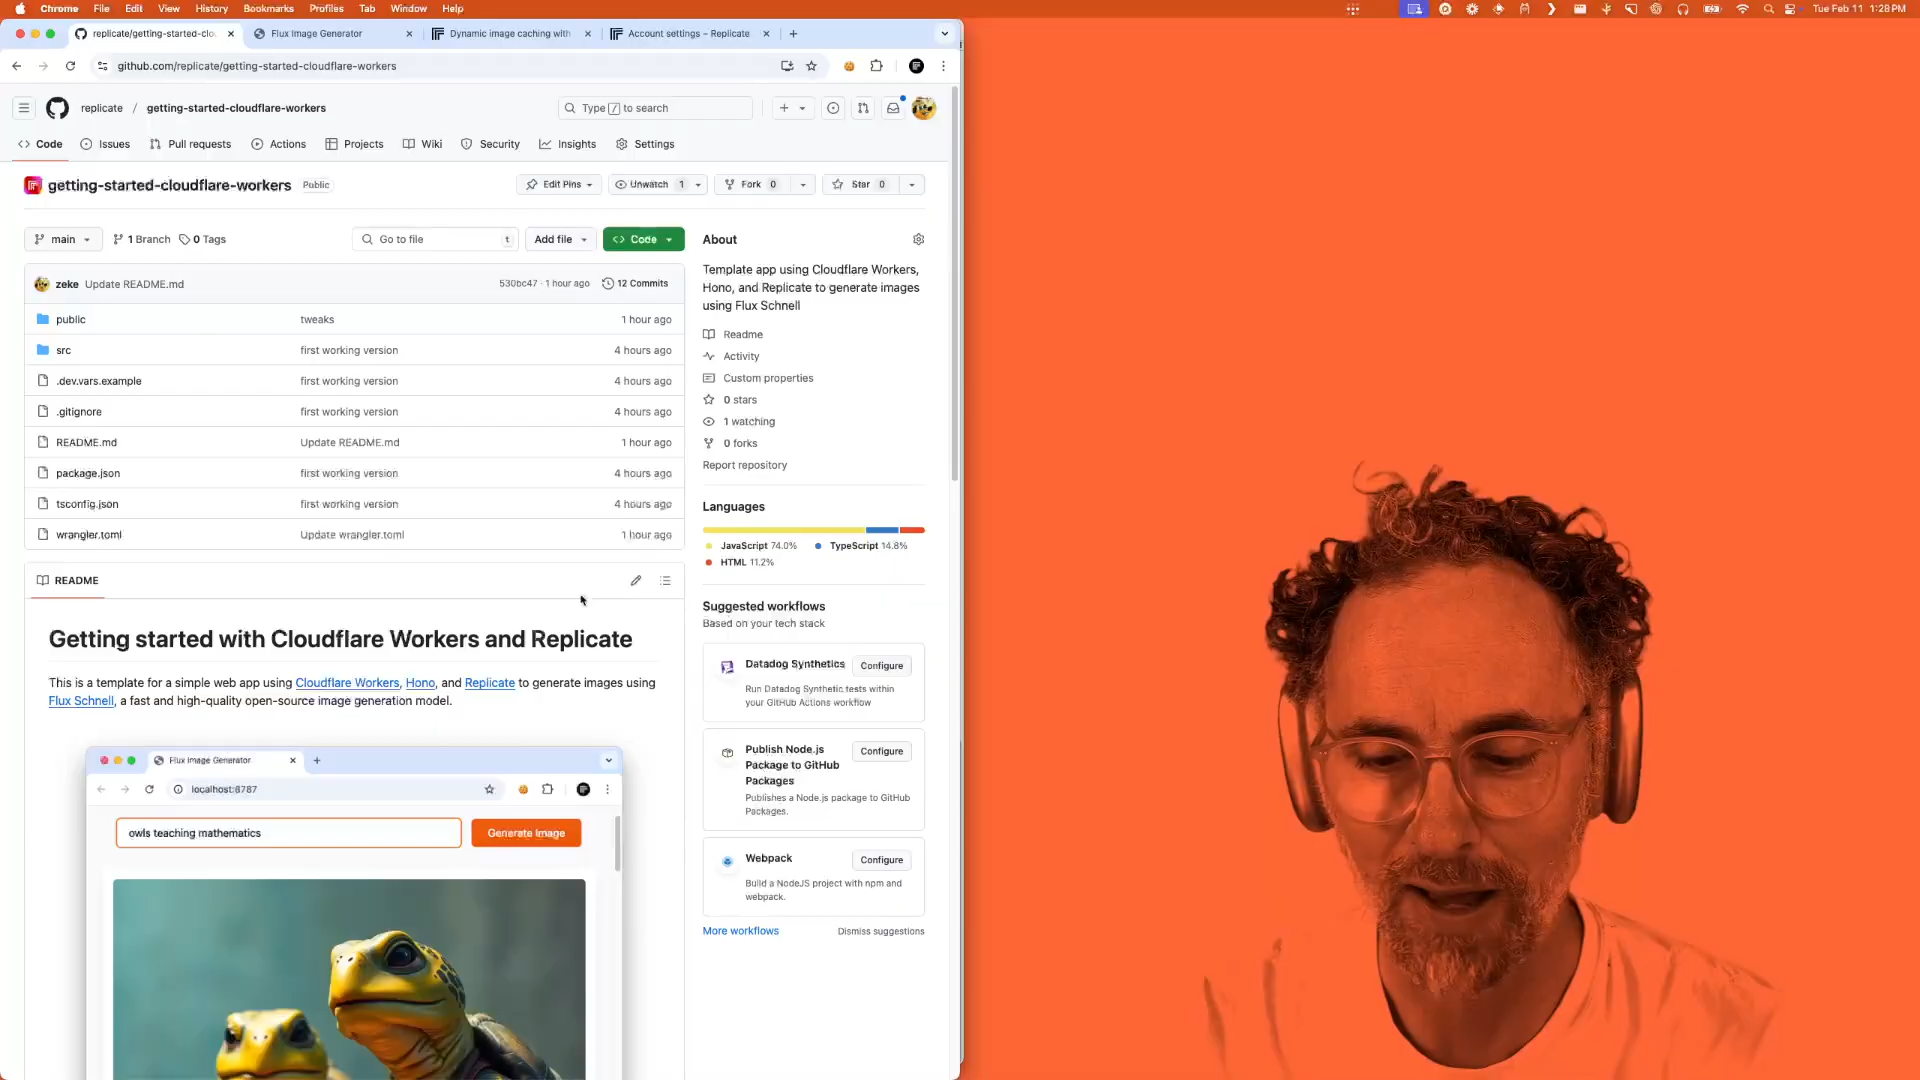 Chrome File Edit View History Bookmarks Profiles Tab Window Help
Tue Feb 11 1:28 PM
replicate/getting-started-clou
Flux Image Generator
Dynamic image caching with
Account settings – Replicate
github.com/replicate/getting-started-cloudflare-workers
replicate / getting-started-cloudflare-workers
Type / to search
Code Issues Pull requests Actions Projects Wiki Security Insights Settings
getting-started-cloudflare-workers Public
Edit Pins Unwatch 1 Fork 0 Star 0
main 1 Branch 0 Tags Go to file t Add file Code
zeke Update README.md 530bc47 · 1 hour ago 12 Commits
public tweaks 1 hour ago
src first working version 4 hours ago
.dev.vars.example first working version 4 hours ago
.gitignore first working version 4 hours ago
README.md Update README.md 1 hour ago
package.json first working version 4 hours ago
tsconfig.json first working version 4 hours ago
wrangler.toml Update wrangler.toml 1 hour ago
README
Getting started with Cloudflare Workers and Replicate
This is a template for a simple web app using Cloudflare Workers, Hono, and Replicate to generate images using
Flux Schnell, a fast and high-quality open-source image generation model.
Flux Image Generator
localhost:8787
owls teaching mathematics
Generate Image
About
Template app using Cloudflare Workers,
Hono, and Replicate to generate images
using Flux Schnell
Readme
Activity
Custom properties
0 stars
1 watching
0 forks
Report repository
Languages
JavaScript 74.0% TypeScript 14.8%
HTML 11.2%
Suggested workflows
Based on your tech stack
Datadog Synthetics Configure
Run Datadog Synthetic tests within
your GitHub Actions workflow
Publish Node.js
Package to GitHub
Packages
Configure
Publishes a Node.js package to GitHub
Packages.
Webpack Configure
Build a NodeJS project with npm and
webpack.
More workflows Dismiss suggestions